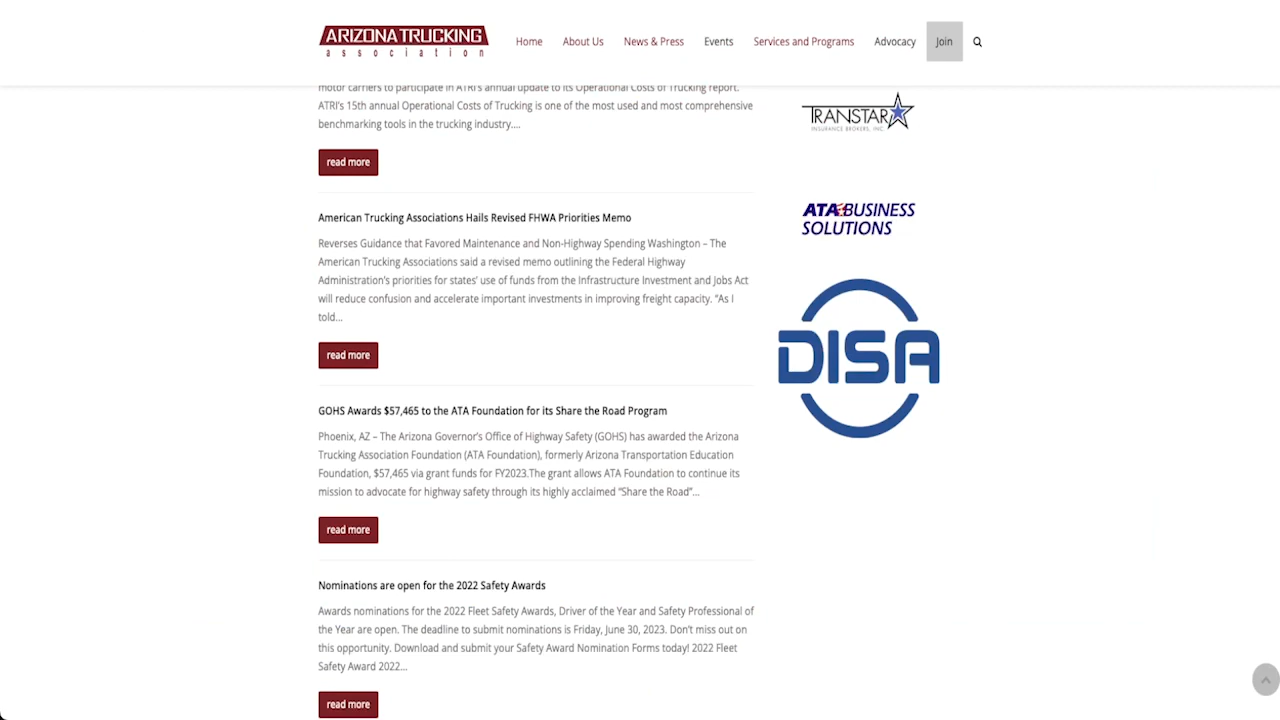 ARIZONA TRUCKING
association
Home
About Us
News & Press
Events
Services and Programs
Advocacy
Join
motor carriers to participate in ATRI's annual update to its Operational Costs of Trucking report.
ATRI's 15th annual Operational Costs of Trucking is one of the most used and most comprehensive
benchmarking tools in the trucking industry....
read more
American Trucking Associations Hails Revised FHWA Priorities Memo
Reverses Guidance that Favored Maintenance and Non-Highway Spending Washington – The
American Trucking Associations said a revised memo outlining the Federal Highway
Administration's priorities for states' use of funds from the Infrastructure Investment and Jobs Act
will reduce confusion and accelerate important investments in improving freight capacity. "As I
told...
read more
GOHS Awards $57,465 to the ATA Foundation for its Share the Road Program
Phoenix, AZ – The Arizona Governor's Office of Highway Safety (GOHS) has awarded the Arizona
Trucking Association Foundation (ATA Foundation), formerly Arizona Transportation Education
Foundation, $57,465 via grant funds for FY2023.The grant allows ATA Foundation to continue its
mission to advocate for highway safety through its highly acclaimed "Share the Road"...
read more
Nominations are open for the 2022 Safety Awards
Awards nominations for the 2022 Fleet Safety Awards, Driver of the Year and Safety Professional of
the Year are open. The deadline to submit nominations is Friday, June 30, 2023. Don't miss out on
this opportunity. Download and submit your Safety Award Nomination Forms today! 2022 Fleet
Safety Award 2022...
read more
TRANSTAR
INSURANCE BROKERS, INC
ATA BUSINESS
SOLUTIONS
DISA